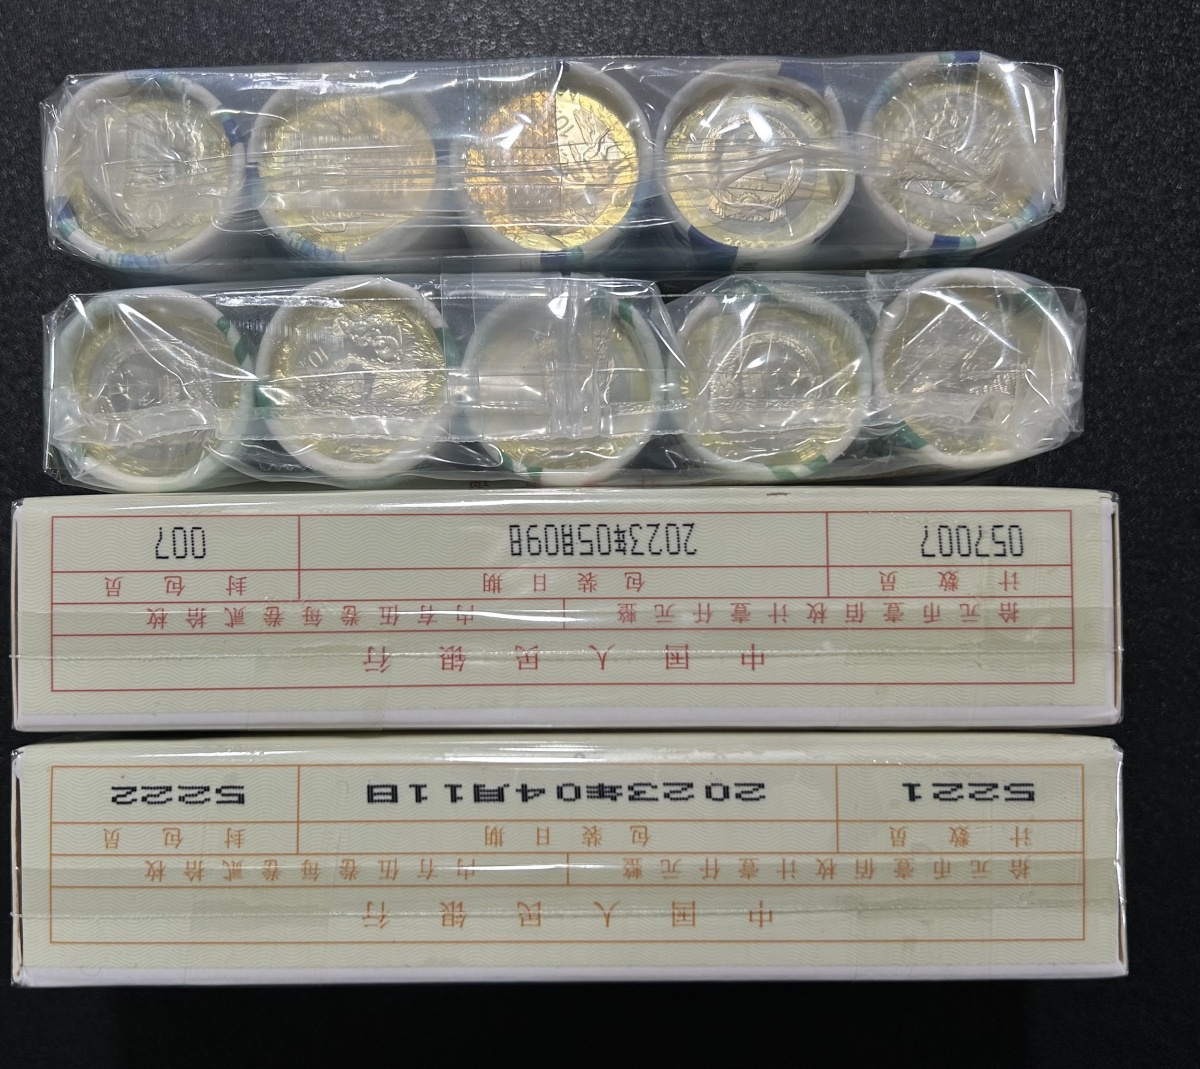 中国人民银行
拾元币壹佰枚计壹仟元整 内有伍卷每卷贰拾枚
计数员 包装日期 封包员
5221 2023年04月11日 5222
中国人民银行
拾元币壹佰枚计壹仟元整 内有伍卷每卷贰拾枚
计数员 包装日期 封包员
057007 2023年05月09日 007